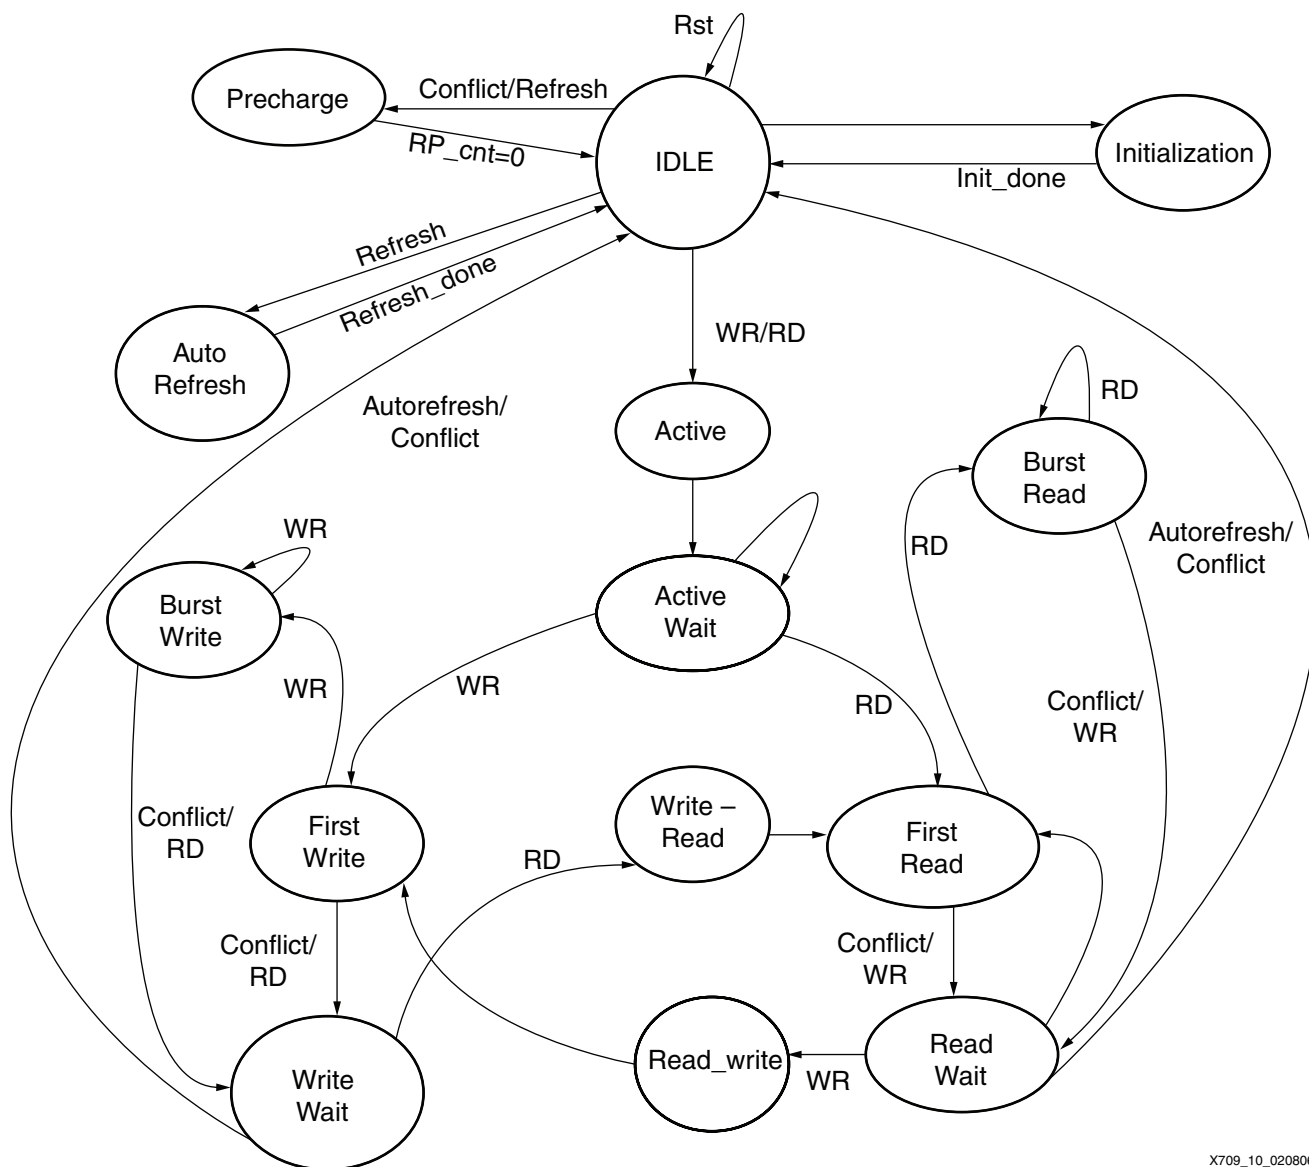 Rst
Conflict/Refresh
Precharge
RP_cnt=0
IDLE
Initialization
Init_done
Refresh
Refresh_done
Auto
Refresh
WR/RD
Autorefresh/
Conflict
Active
RD
Burst
Read
RD
Autorefresh/
Conflict
WR
Burst
Write
Active
Wait
WR
WR
RD
Conflict/
WR
Conflict/
RD
First
Write
Write –
Read
First
Read
RD
Conflict/
RD
Conflict/
WR
Write
Wait
Read_write
WR
Read
Wait
X709_10_020806